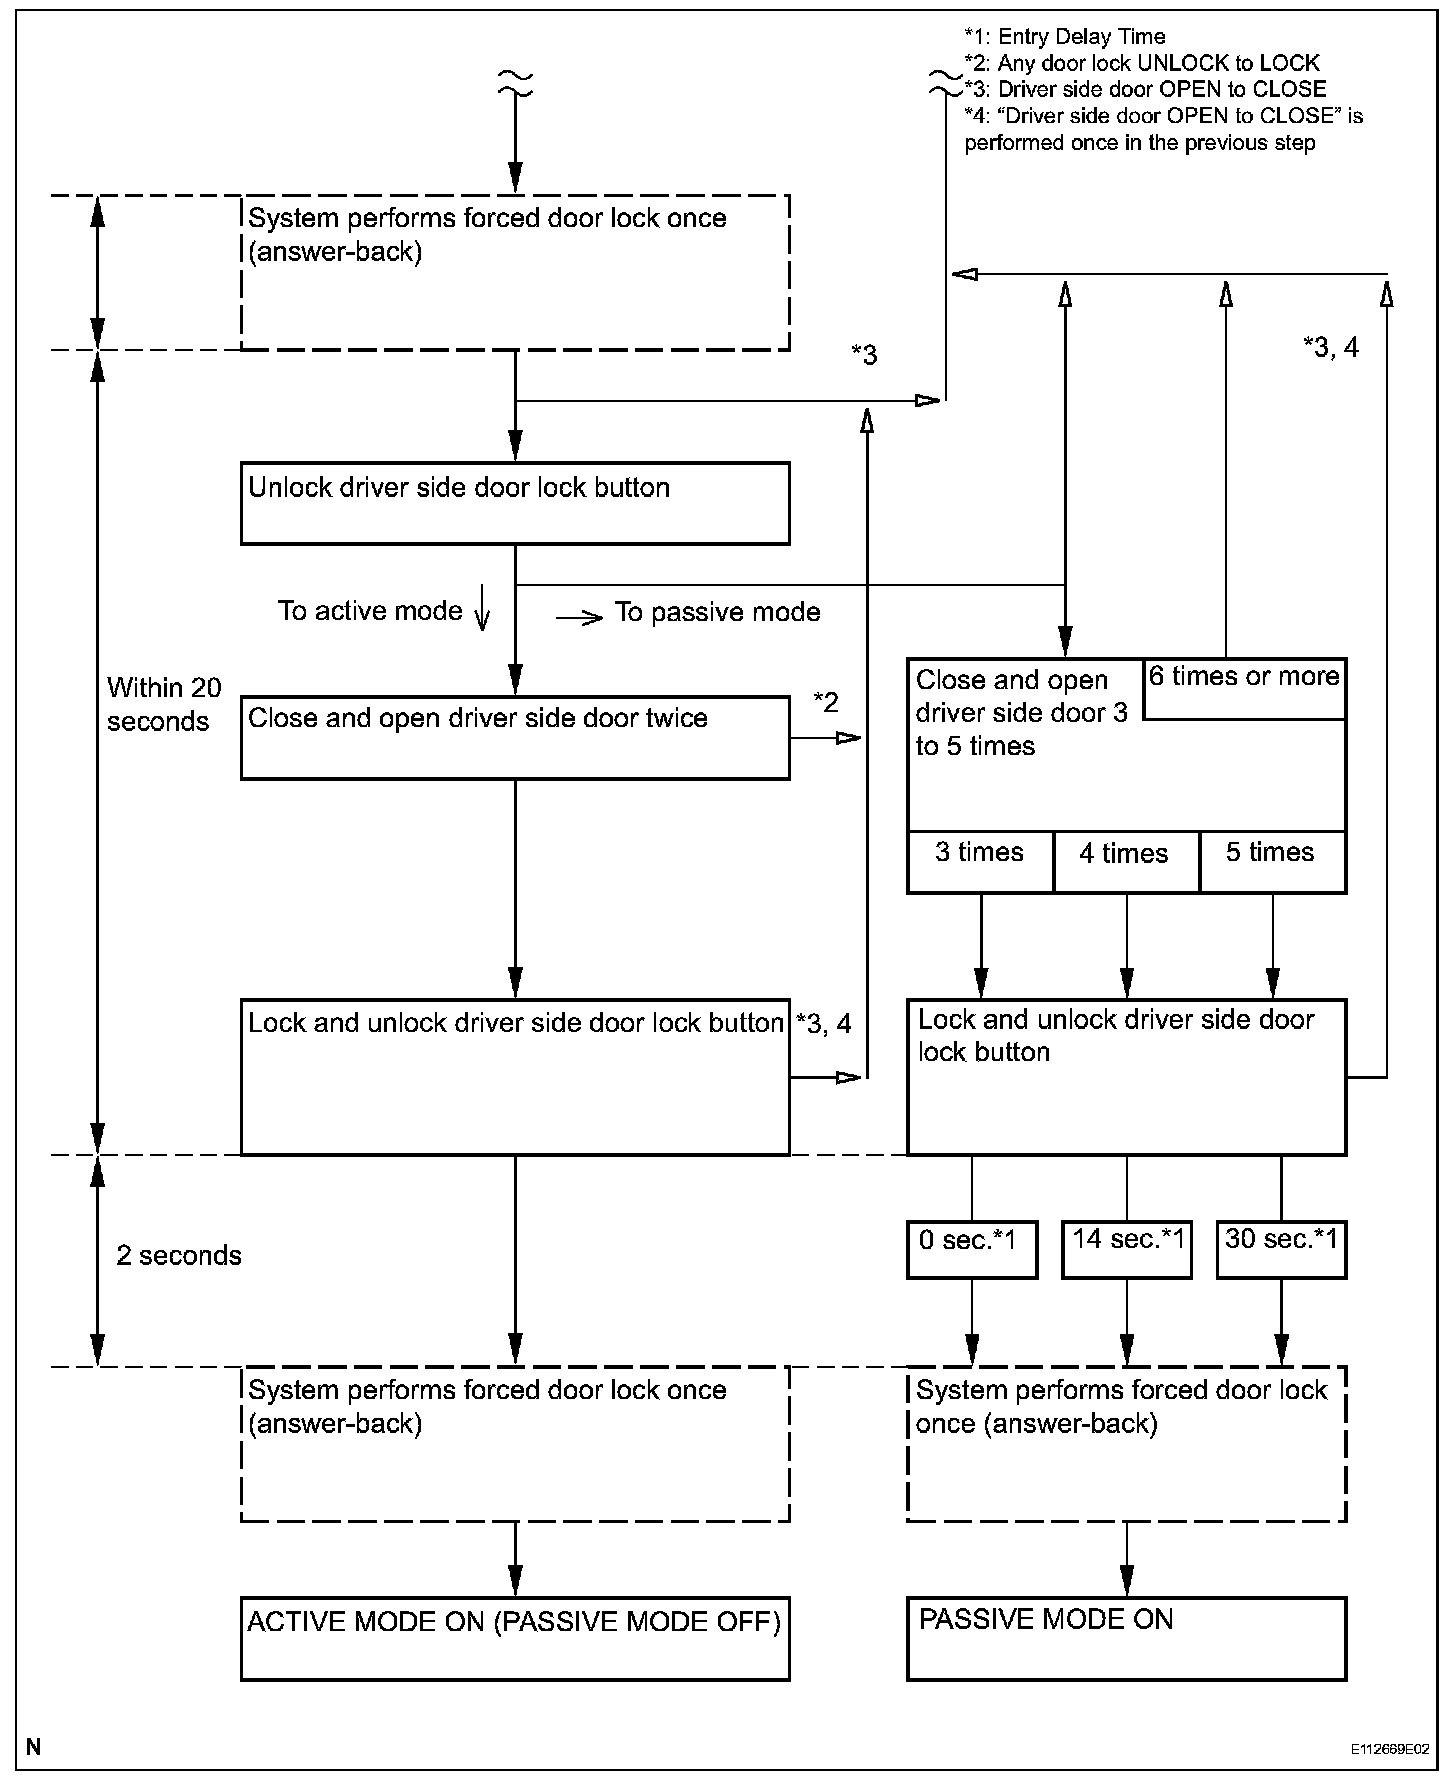 *1: Entry Delay Time
*2: Any door lock UNLOCK to LOCK
*3: Driver side door OPEN to CLOSE
*4: “Driver side door OPEN to CLOSE” is
performed once in the previous step
System performs forced door lock once
(answer-back)
*3
*3, 4
Unlock driver side door lock button
To active mode
To passive mode
Within 20
seconds
Close and open driver side door twice
*2
Close and open
driver side door 3
to 5 times
6 times or more
3 times
4 times
5 times
Lock and unlock driver side door lock button
*3, 4
Lock and unlock driver side door
lock button
2 seconds
0 sec.*1
14 sec.*1
30 sec.*1
System performs forced door lock once
(answer-back)
System performs forced door lock
once (answer-back)
ACTIVE MODE ON (PASSIVE MODE OFF)
PASSIVE MODE ON
N
E112669E02